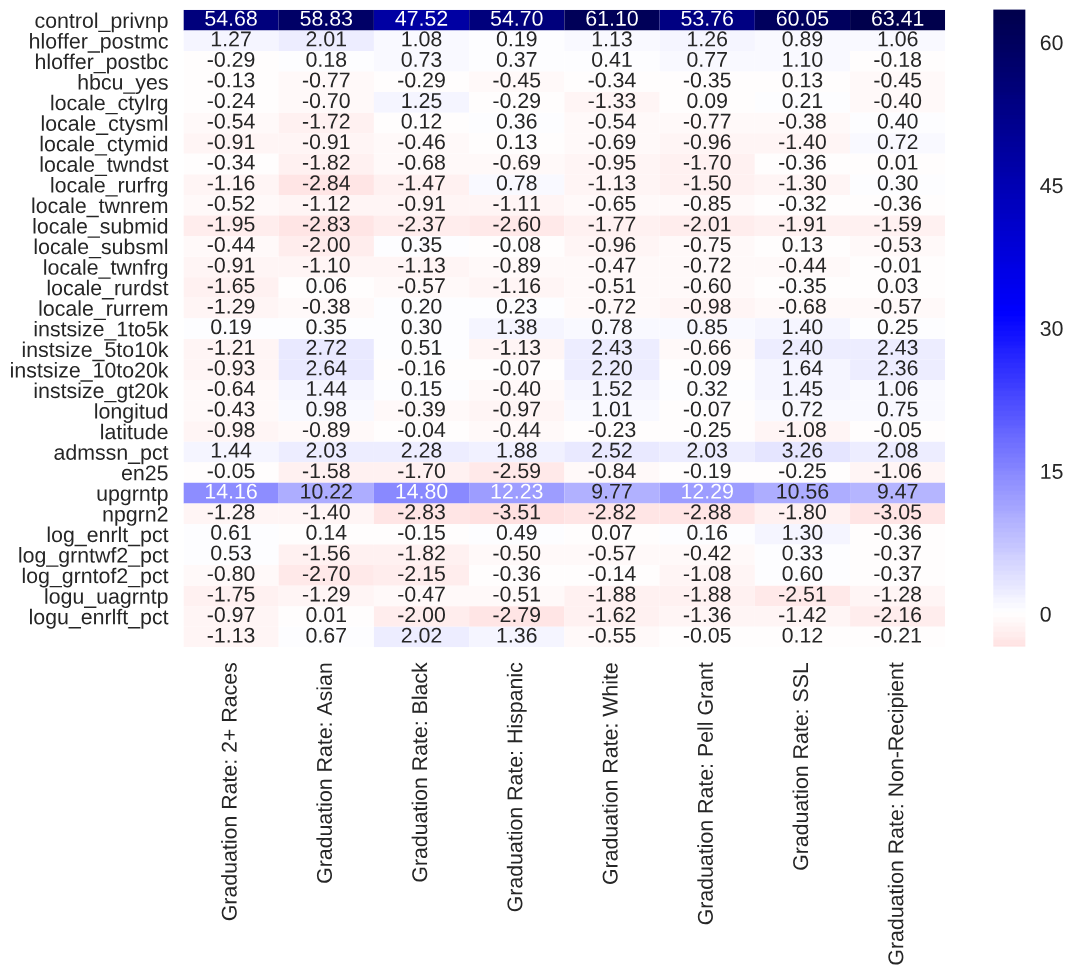 control_privnp 54.68 58.83 47.52 54.70 61.10 53.76 60.05 63.41
hloffer_postmc 1.27 2.01 1.08 0.19 1.13 1.26 0.89 1.06
hloffer_postbc -0.29 0.18 0.73 0.37 0.41 0.77 1.10 -0.18
hbcu_yes -0.13 -0.77 -0.29 -0.45 -0.34 -0.35 0.13 -0.45
locale_ctylrg -0.24 -0.70 1.25 -0.29 -1.33 0.09 0.21 -0.40
locale_ctysml -0.54 -1.72 0.12 0.36 -0.54 -0.77 -0.38 0.40
locale_ctymid -0.91 -0.91 -0.46 0.13 -0.69 -0.96 -1.40 0.72
locale_twndst -0.34 -1.82 -0.68 -0.69 -0.95 -1.70 -0.36 0.01
locale_rurfrg -1.16 -2.84 -1.47 0.78 -1.13 -1.50 -1.30 0.30
locale_twnrem -0.52 -1.12 -0.91 -1.11 -0.65 -0.85 -0.32 -0.36
locale_submid -1.95 -2.83 -2.37 -2.60 -1.77 -2.01 -1.91 -1.59
locale_subsml -0.44 -2.00 0.35 -0.08 -0.96 -0.75 0.13 -0.53
locale_twnfrg -0.91 -1.10 -1.13 -0.89 -0.47 -0.72 -0.44 -0.01
locale_rurdst -1.65 0.06 -0.57 -1.16 -0.51 -0.60 -0.35 0.03
locale_rurrem -1.29 -0.38 0.20 0.23 -0.72 -0.98 -0.68 -0.57
instsize_1to5k 0.19 0.35 0.30 1.38 0.78 0.85 1.40 0.25
instsize_5to10k -1.21 2.72 0.51 -1.13 2.43 -0.66 2.40 2.43
instsize_10to20k -0.93 2.64 -0.16 -0.07 2.20 -0.09 1.64 2.36
instsize_gt20k -0.64 1.44 0.15 -0.40 1.52 0.32 1.45 1.06
longitud -0.43 0.98 -0.39 -0.97 1.01 -0.07 0.72 0.75
latitude -0.98 -0.89 -0.04 -0.44 -0.23 -0.25 -1.08 -0.05
admssn_pct 1.44 2.03 2.28 1.88 2.52 2.03 3.26 2.08
en25 -0.05 -1.58 -1.70 -2.59 -0.84 -0.19 -0.25 -1.06
upgrntp 14.16 10.22 14.80 12.23 9.77 12.29 10.56 9.47
npgrn2 -1.28 -1.40 -2.83 -3.51 -2.82 -2.88 -1.80 -3.05
log_enrlt_pct 0.61 0.14 -0.15 0.49 0.07 0.16 1.30 -0.36
log_grntwf2_pct 0.53 -1.56 -1.82 -0.50 -0.57 -0.42 0.33 -0.37
log_grntof2_pct -0.80 -2.70 -2.15 -0.36 -0.14 -1.08 0.60 -0.37
logu_uagrntp -1.75 -1.29 -0.47 -0.51 -1.88 -1.88 -2.51 -1.28
logu_enrlft_pct -0.97 0.01 -2.00 -2.79 -1.62 -1.36 -1.42 -2.16
-1.13 0.67 2.02 1.36 -0.55 -0.05 0.12 -0.21
Graduation Rate: 2+ Races
Graduation Rate: Asian
Graduation Rate: Black
Graduation Rate: Hispanic
Graduation Rate: White
Graduation Rate: Pell Grant
Graduation Rate: SSL
Graduation Rate: Non-Recipient
60
45
30
15
0